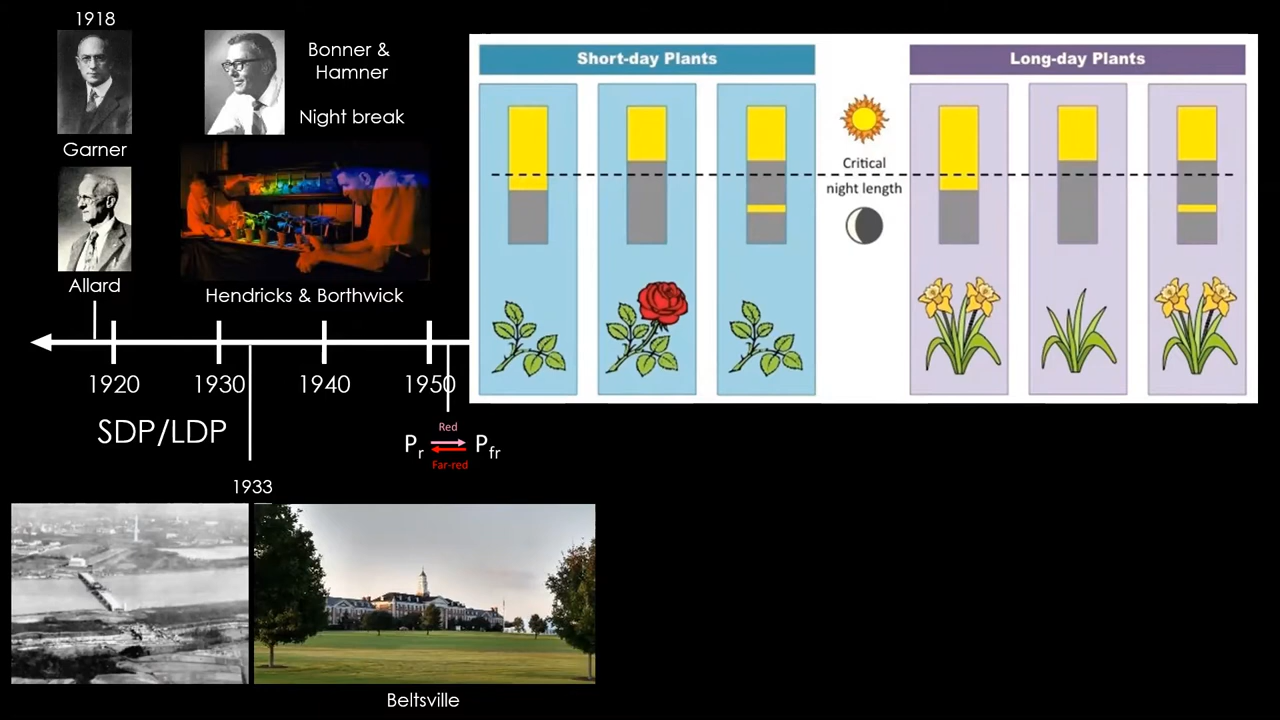 1918
Garner
Allard
Bonner &
Hamner
Night break
Hendricks & Borthwick
Short-day Plants
Long-day Plants
Critical
night length
1920
1930
1940
1950
SDP/LDP
Red
Pr
Pfr
Far-red
1933
Beltsville